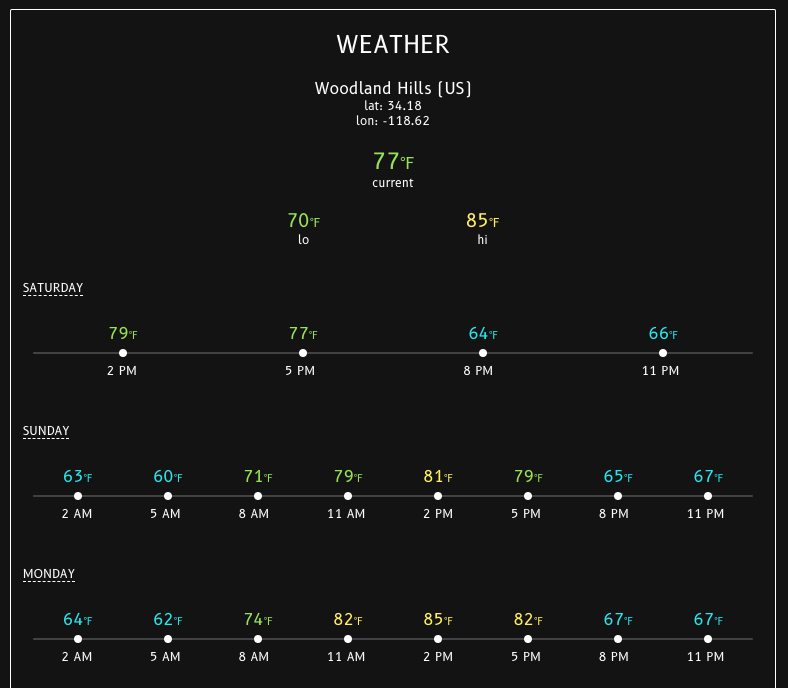 WEATHER
Woodland Hills (US)
lat: 34.18
lon: -118.62
77°F
current
70°F 85°F
lo hi
SATURDAY
79°F 77°F 64°F 66°F
2 PM 5 PM 8 PM 11 PM
SUNDAY
63°F 60°F 71°F 79°F 81°F 79°F 65°F 67°F
2 AM 5 AM 8 AM 11 AM 2 PM 5 PM 8 PM 11 PM
MONDAY
64°F 62°F 74°F 82°F 85°F 82°F 67°F 67°F
2 AM 5 AM 8 AM 11 AM 2 PM 5 PM 8 PM 11 PM